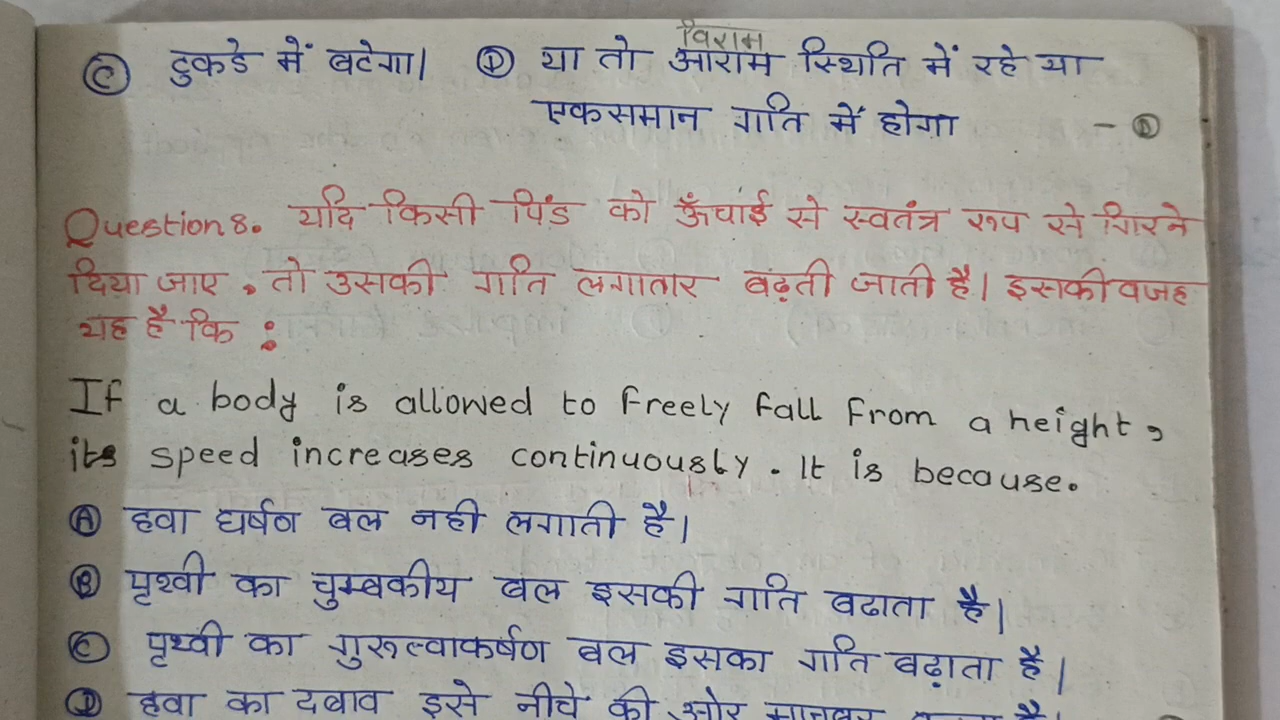 विराम
Ⓒ टुकडे में बटेगा। Ⓓ या तो आराम स्थिति में रहे या
एकसमान गति में होगा - Ⓓ
Question 8. यदि किसी पिंड को ऊँचाई से स्वतंत्र रूप से गिरने
दिया जाए , तो उसकी गति लगातार बढ़ती जाती है। इसकी वजह
यह है कि :
If a body is allowed to freely fall from a height,
its speed increases continuously. It is because.
Ⓐ हवा घर्षण बल नही लगाती है।
Ⓑ पृथ्वी का चुम्बकीय बल इसकी गति बढाता है।
Ⓒ पृथ्वी का गुरूत्वाकर्षण बल इसका गति बढ़ाता है।
Ⓓ हवा का दबाव इसे नीचे की ओर